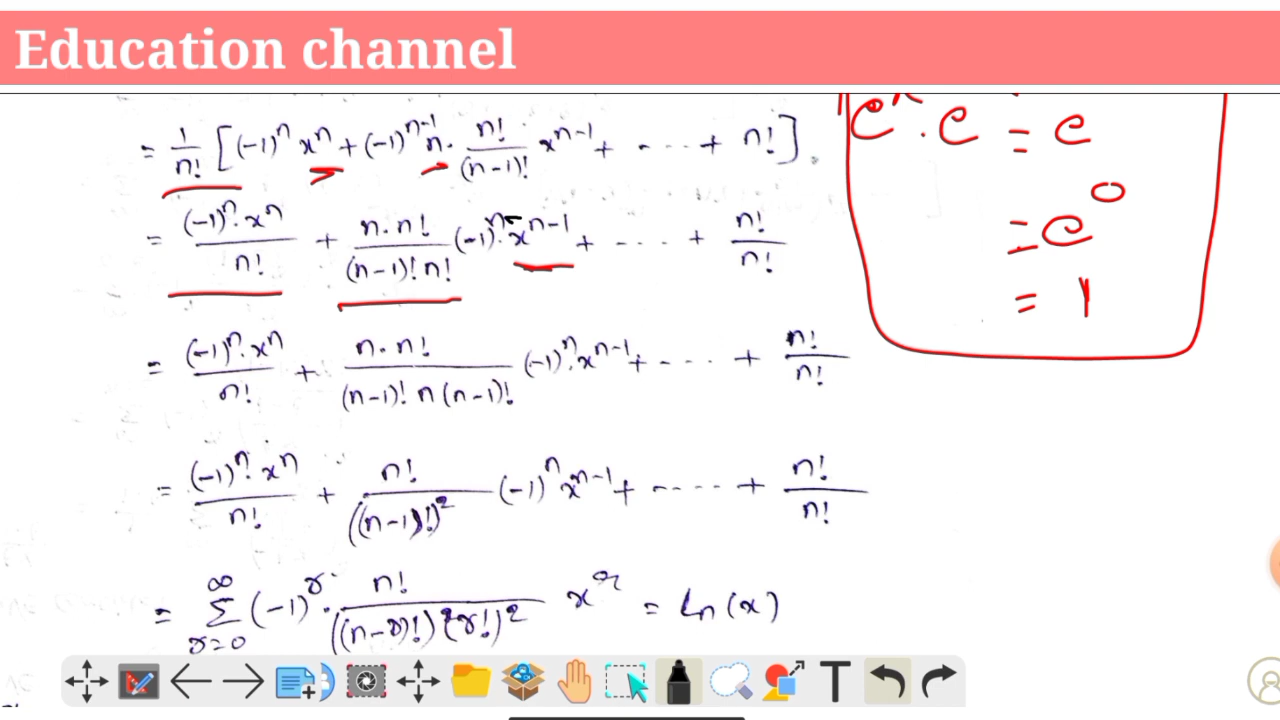 Education channel
= 1/n! [(-1)^n x^n + (-1)^{n-1} n · n!/(n-1)! x^{n-1} + .... + n!].
= (-1)^n · x^n / n! + n · n! / (n-1)! n! (-1)^n · x^{n-1} + .... + n!/n!
= (-1)^n · x^n / n! + n · n! / (n-1)! n (n-1)! (-1)^n · x^{n-1} + .... + n!/n!
= (-1)^n · x^n / n! + n! / ((n-1)!)^2 (-1)^n x^{n-1} + ..... + n!/n!
= ∑_{r=0}^{∞} (-1)^r · n! / ((n-r)!) (r!)^2 x^r = Ln(x)
e^x · e = e
= e^0
= 1
T